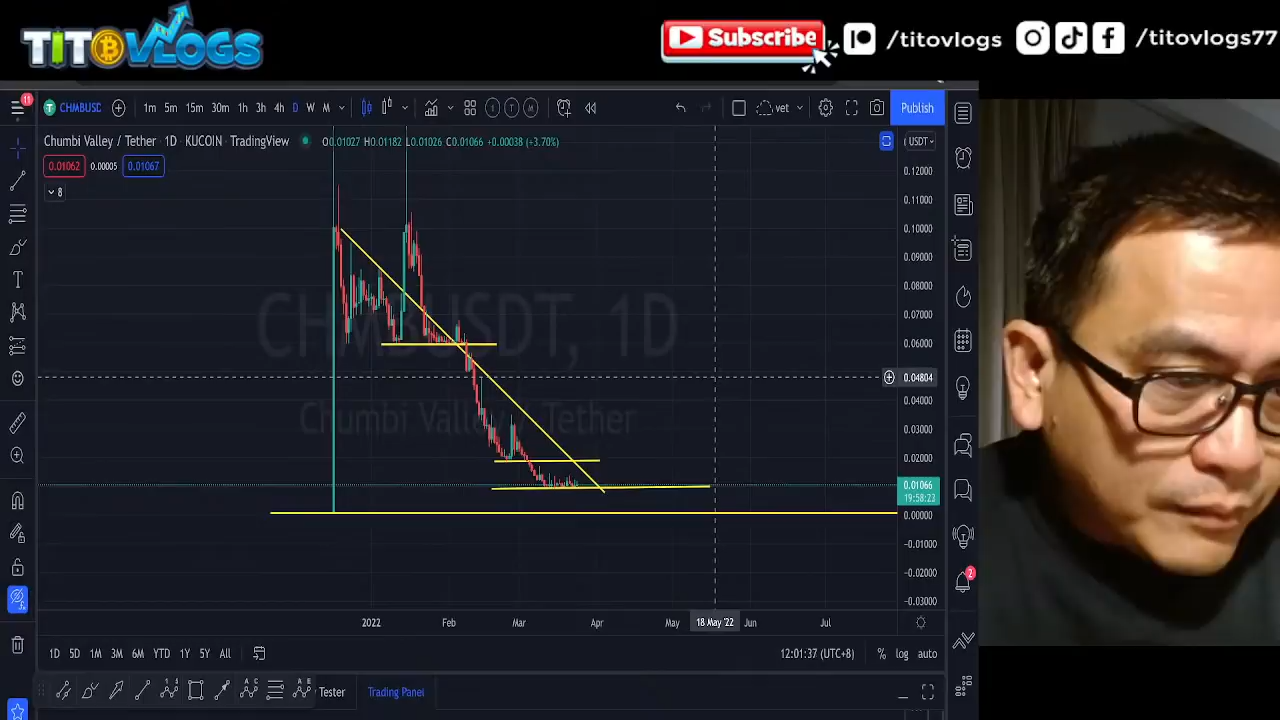 TITOVLOGS
Subscribe
/titovlogs
/titovlogs77
11
CHMBUSD
1m 5m 15m 30m 1h 3h 4h D W M
vet
Publish
Chumbi Valley / Tether · 1D · KUCOIN · TradingView
O0.01027 H0.01182 L0.01026 C0.01066 +0.00038 (+3.70%)
USDT
0.01062 0.00005 0.01067
8
0.12000
0.11000
0.10000
0.09000
0.08000
0.07000
0.06000
0.04804
0.04000
0.03000
0.02000
0.01066
19:58:23
0.00000
-0.01000
-0.02000
-0.03000
CHMBUSDT, 1D
Chumbi Valley / Tether
2022 Feb Mar Apr May 18 May '22 Jun Jul
1D 5D 1M 3M 6M YTD 1Y 5Y All
12:01:37 (UTC+8) % log auto
Tester Trading Panel
2